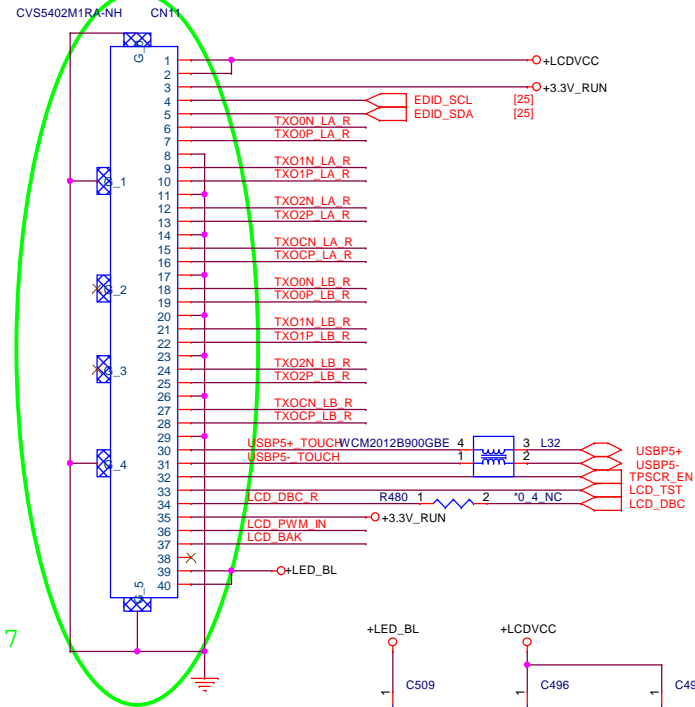 CVS5402M1RA-NH CN11
G_0
1 +LCDVCC
2
3 +3.3V_RUN
4 EDID_SCL [25]
5 EDID_SDA [25]
6 TXO0N_LA_R
7 TXO0P_LA_R
8
9 TXO1N_LA_R
10 TXO1P_LA_R
G_1
11
12 TXO2N_LA_R
13 TXO2P_LA_R
14
15 TXOCN_LA_R
16 TXOCP_LA_R
17
18 TXO0N_LB_R
G_2
19 TXO0P_LB_R
20
21 TXO1N_LB_R
22 TXO1P_LB_R
23
24 TXO2N_LB_R
G_3
25 TXO2P_LB_R
26
27 TXOCN_LB_R
28 TXOCP_LB_R
29
30 USBP5+_TOUCH WCM2012B900GBE 4 3 L32 USBP5+
31 USBP5-_TOUCH 1 2 USBP5-
G_4
32 TPSCR_EN
33 LCD_TST
34 LCD_DBC_R R480 1 2 *0_4_NC LCD_DBC
35 +3.3V_RUN
36 LCD_PWM_IN
37 LCD_BAK
38
39 +LED_BL
40
G_5
7
+LED_BL +LCDVCC
1 C509 1 C496 1